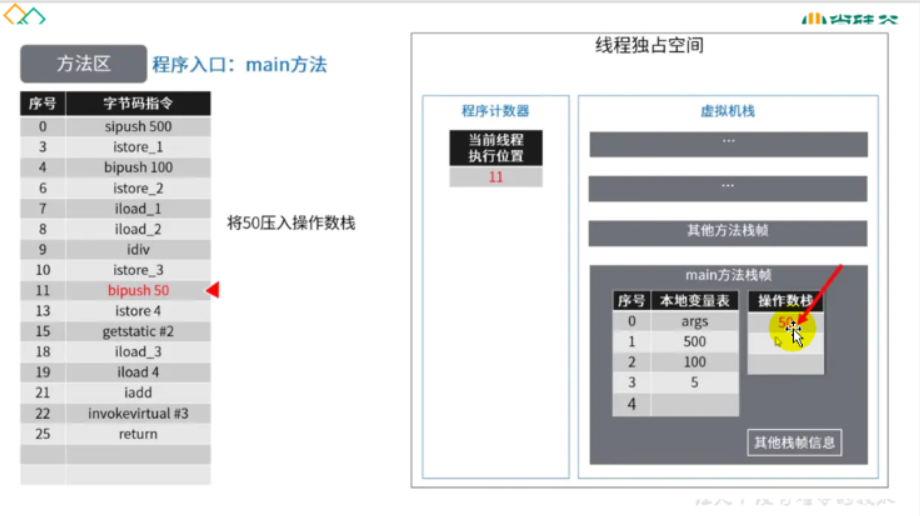 尚硅谷
方法区
程序入口：main方法
序号 字节码指令
0 sipush 500
3 istore_1
4 bipush 100
6 istore_2
7 iload_1
8 iload_2
9 idiv
10 istore_3
11 bipush 50
13 istore 4
15 getstatic #2
18 iload_3
19 iload 4
21 iadd
22 invokevirtual #3
25 return
将50压入操作数栈
线程独占空间
程序计数器
当前线程
执行位置
11
虚拟机栈
...
...
其他方法栈帧
main方法栈帧
序号 本地变量表
0 args
1 500
2 100
3 5
4
操作数栈
50
其他栈帧信息